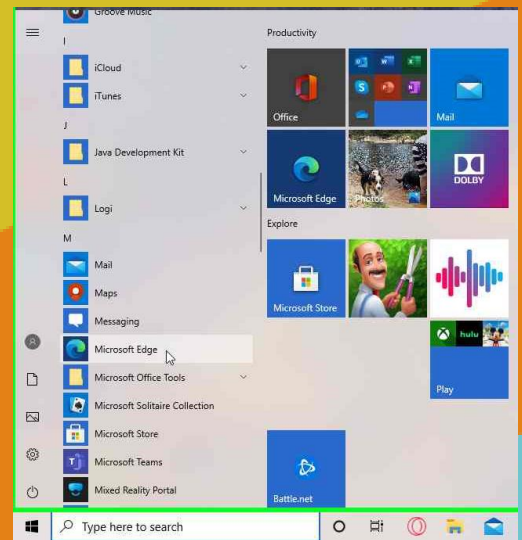 Groove Music
I
iCloud
iTunes
J
Java Development Kit
L
Logi
M
Mail
Maps
Messaging
Microsoft Edge
Microsoft Office Tools
Microsoft Solitaire Collection
Microsoft Store
Microsoft Teams
Mixed Reality Portal
Productivity
Office
Mail
Microsoft Edge
Photos
DOLBY
Explore
Microsoft Store
hulu
Play
Battle.net
Type here to search